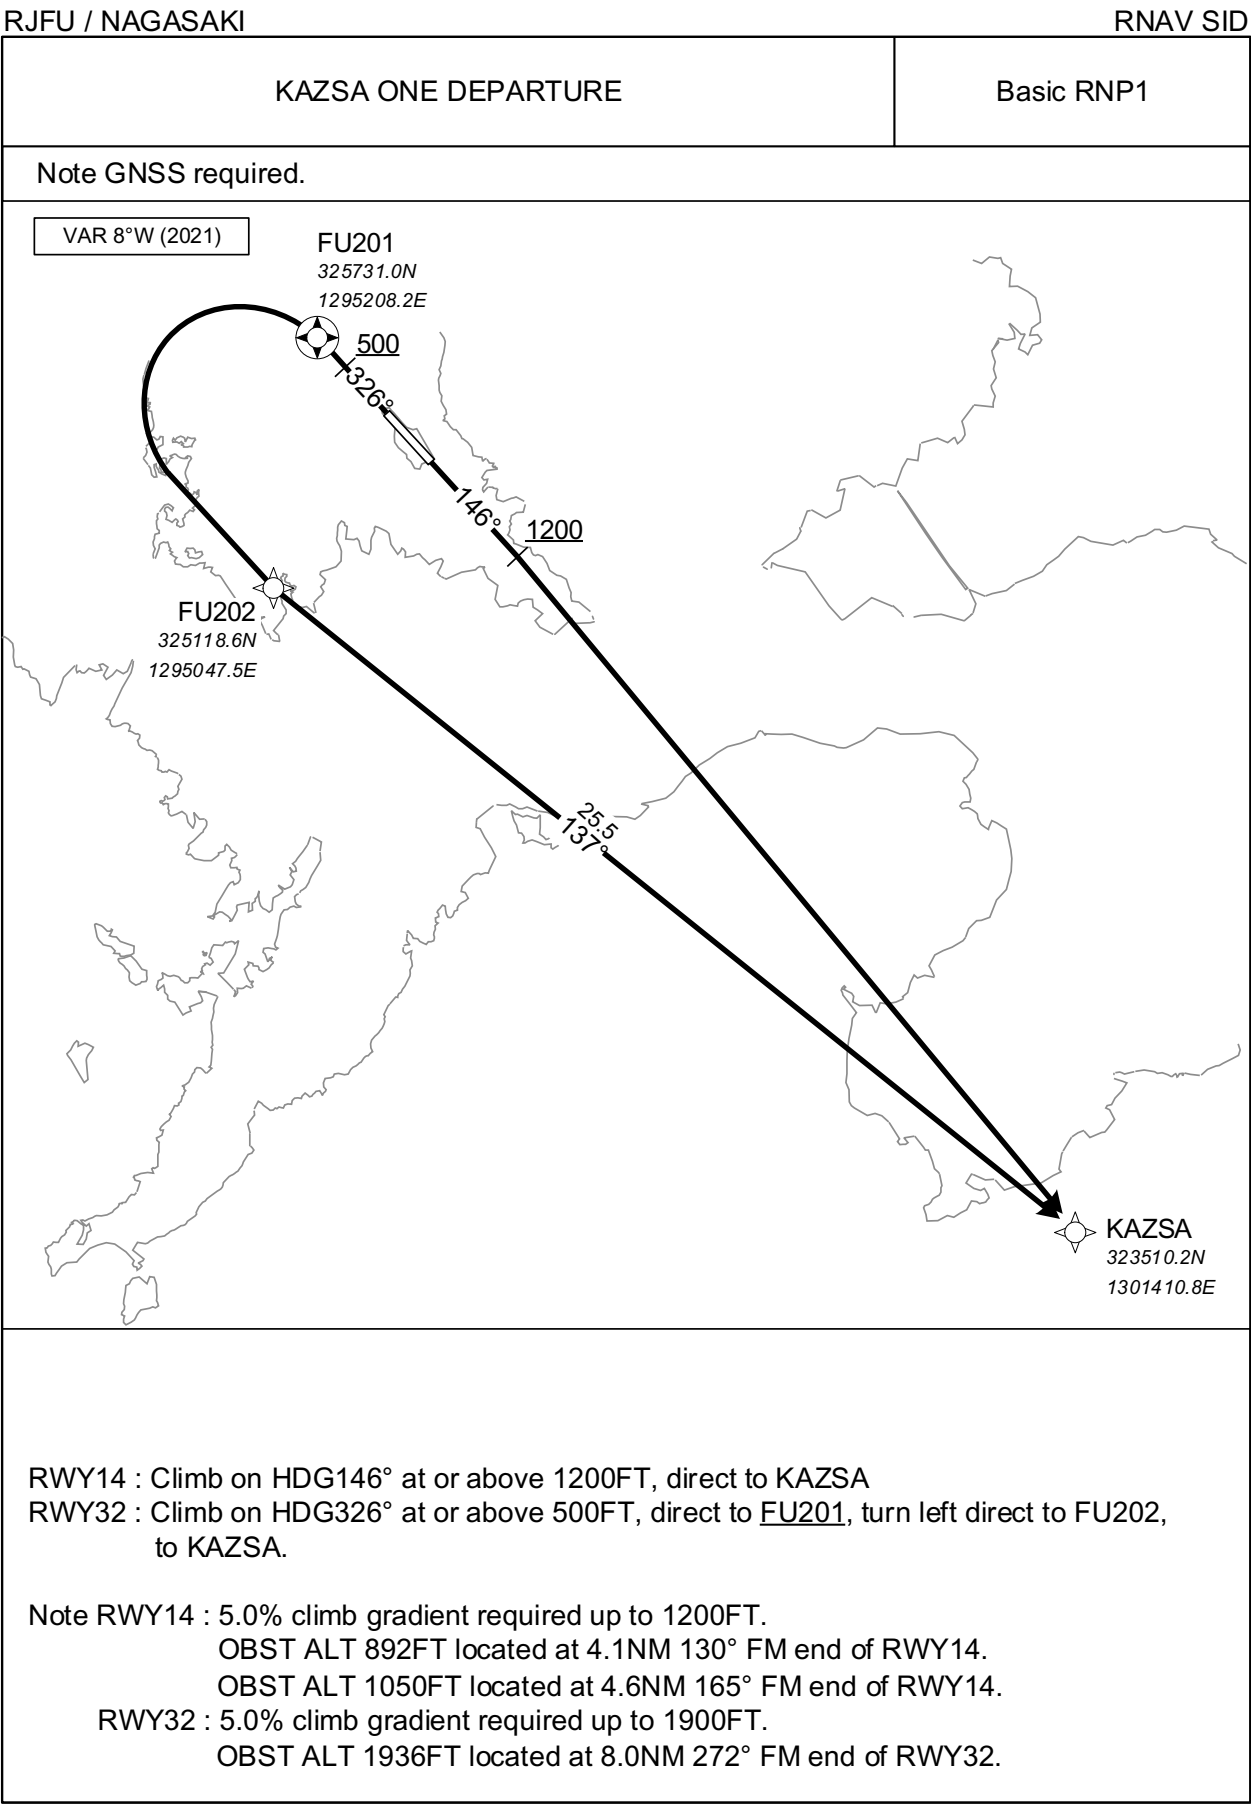 RJFU / NAGASAKI
RNAV SID
KAZSA ONE DEPARTURE
Basic RNP1
Note GNSS required.
VAR 8°W (2021)
FU201
325731.0N
1295208.2E
500
326°
146°
1200
FU202
325118.6N
1295047.5E
25.5
137°
KAZSA
323510.2N
1301410.8E
RWY14 : Climb on HDG146° at or above 1200FT, direct to KAZSA
RWY32 : Climb on HDG326° at or above 500FT, direct to FU201, turn left direct to FU202,
to KAZSA.
Note RWY14 : 5.0% climb gradient required up to 1200FT.
OBST ALT 892FT located at 4.1NM 130° FM end of RWY14.
OBST ALT 1050FT located at 4.6NM 165° FM end of RWY14.
RWY32 : 5.0% climb gradient required up to 1900FT.
OBST ALT 1936FT located at 8.0NM 272° FM end of RWY32.